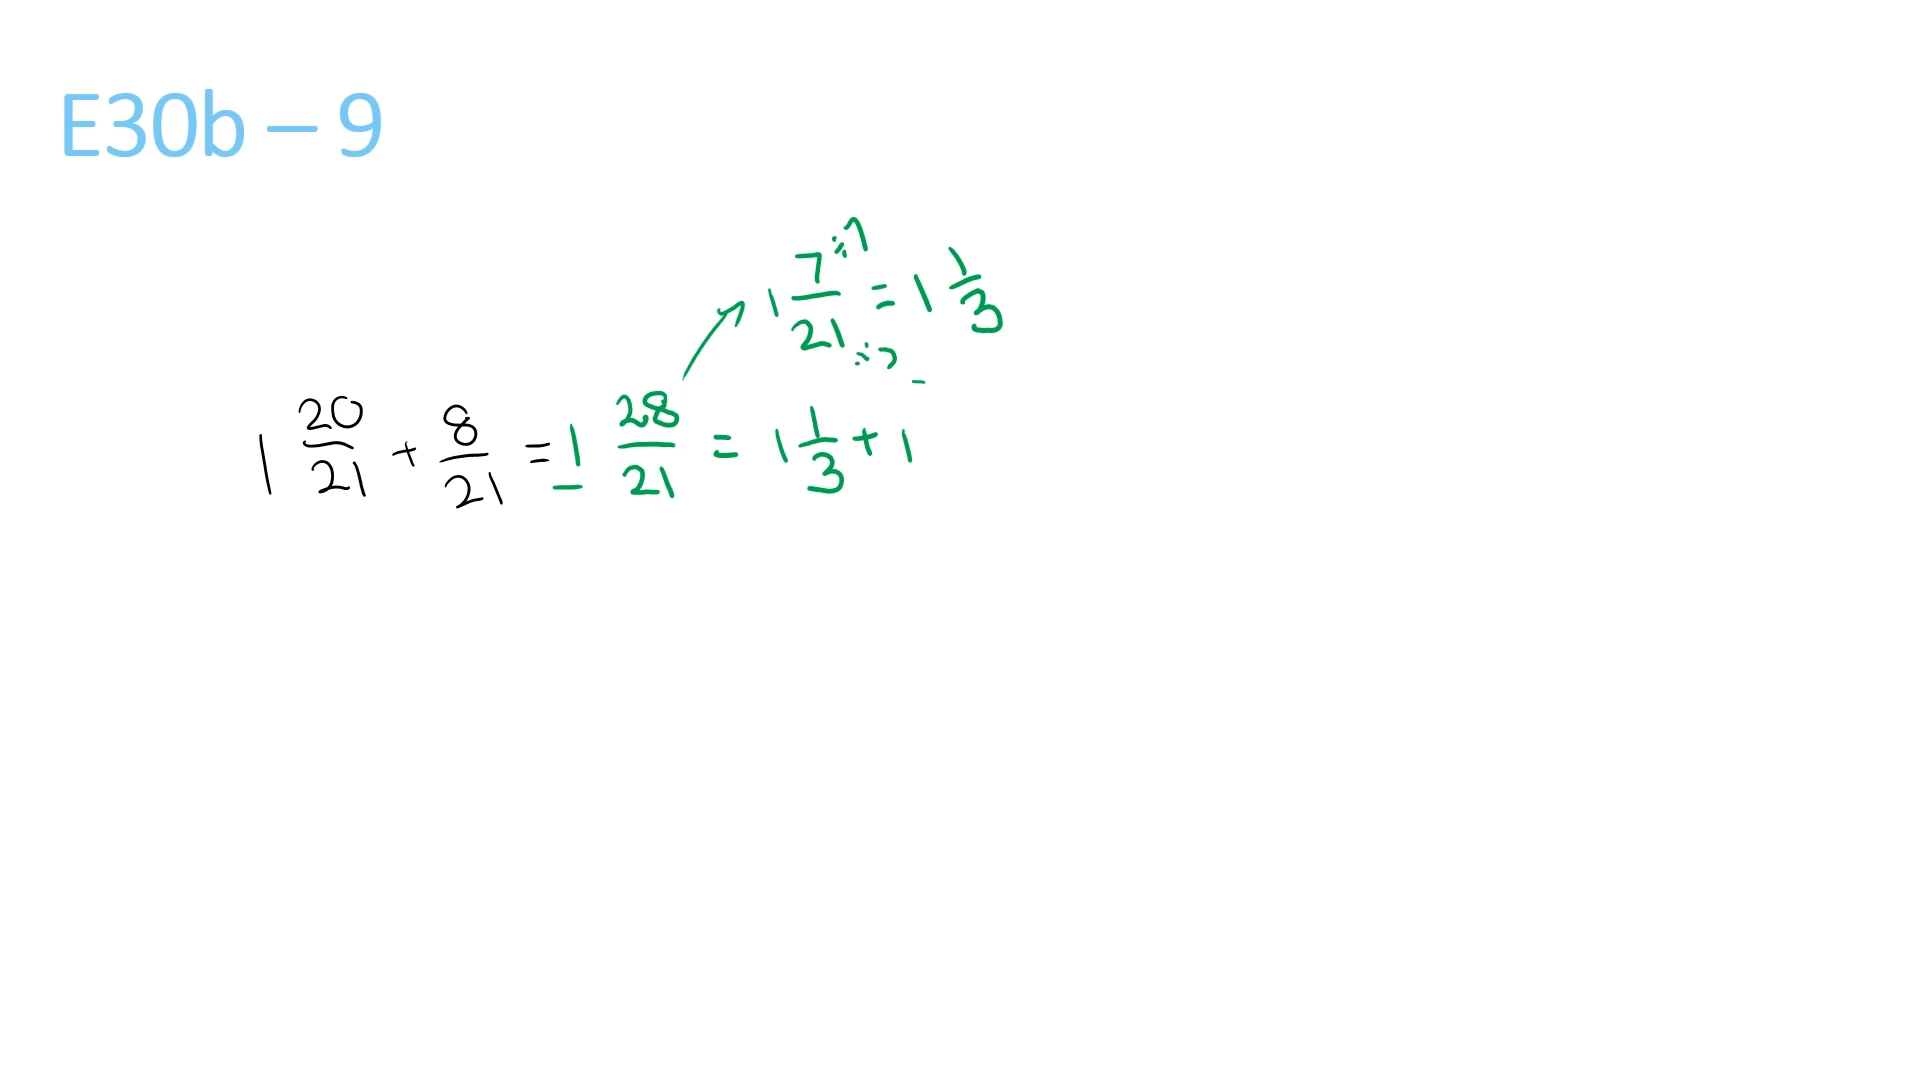 E30b – 9
1 7/21 ÷7 ÷7 = 1 1/3
1 20/21 + 8/21 = 1 28/21 = 1 1/3 + 1